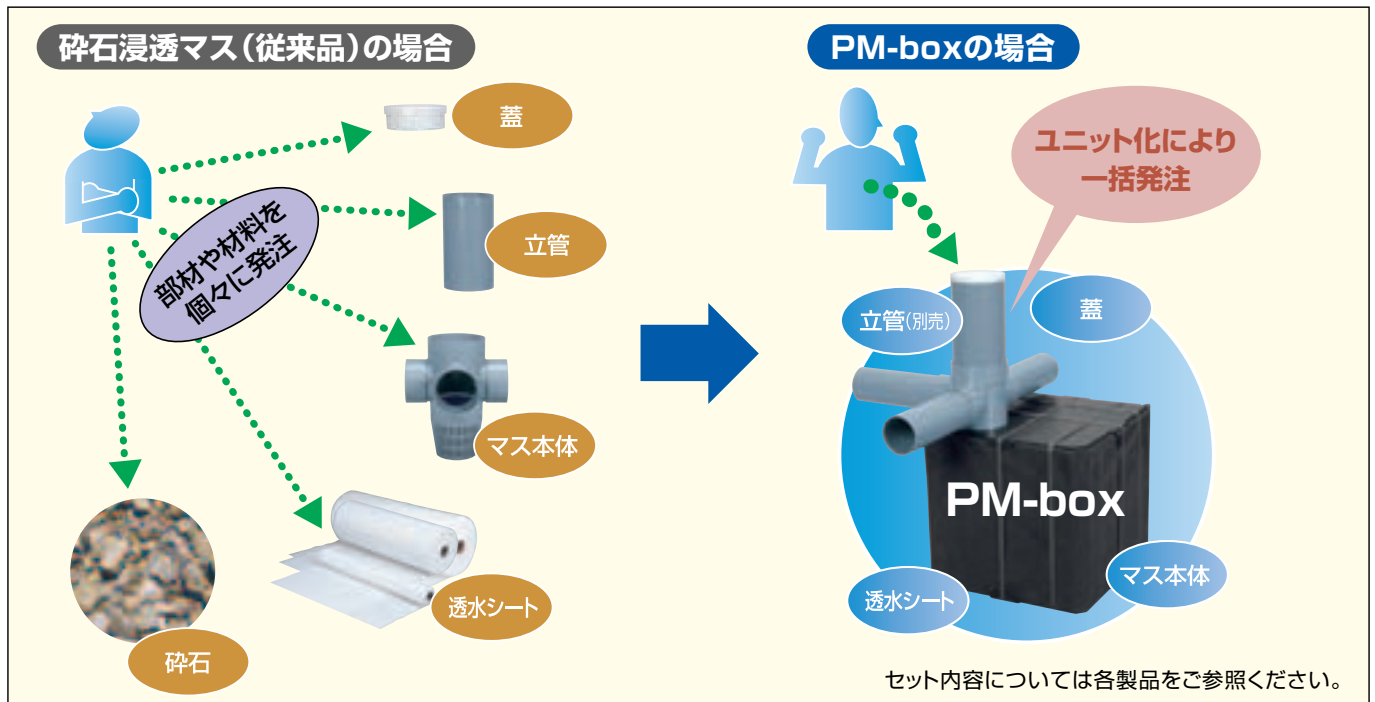 砕石浸透マス（従来品）の場合
蓋
立管
部材や材料を
個々に発注
マス本体
透水シート
砕石
PM-boxの場合
ユニット化により
一括発注
立管（別売）
蓋
PM-box
マス本体
透水シート
セット内容については各製品をご参照ください。